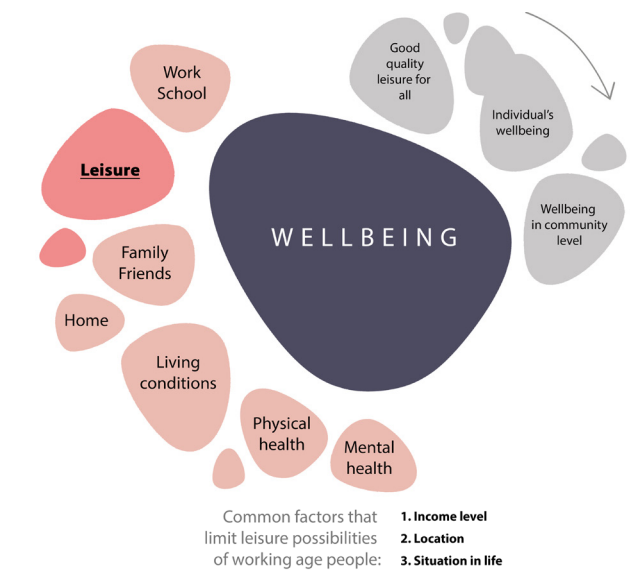 Work
School
Leisure
Family
Friends
Home
Living
conditions
Physical
health
Mental
health
WELLBEING
Good
quality
leisure for
all
Individual's
wellbeing
Wellbeing
in community
level
Common factors that
limit leisure possibilities
of working age people:
1. Income level
2. Location
3. Situation in life